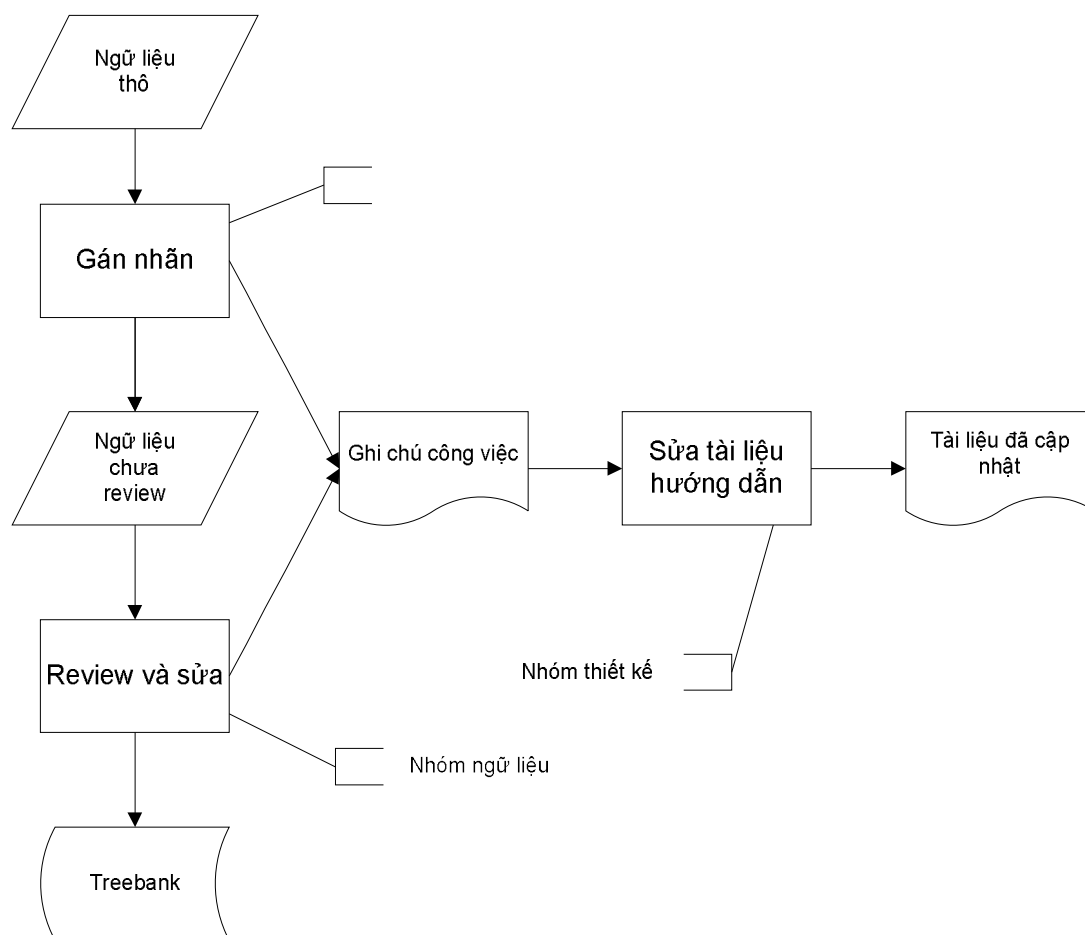 Ngữ liệu
thô
Gán nhãn
Ngữ liệu
chưa
review
Ghi chú công việc
Sửa tài liệu
hướng dẫn
Tài liệu đã cập
nhật
Review và sửa
Nhóm thiết kế
Nhóm ngữ liệu
Treebank